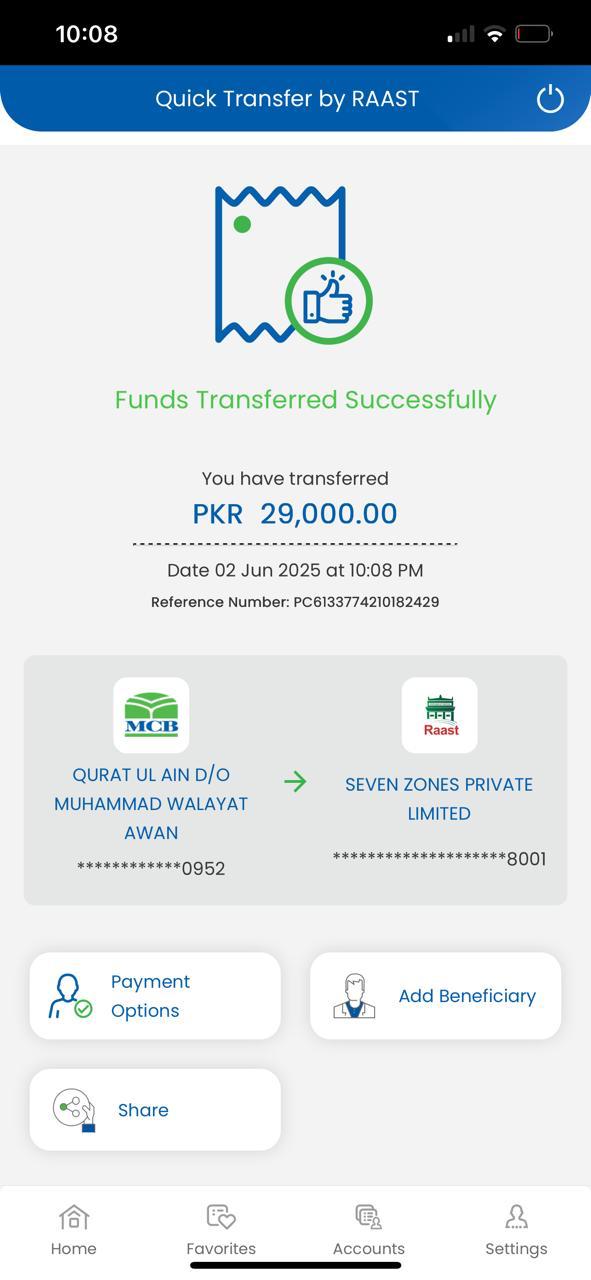 10:08
Quick Transfer by RAAST
Funds Transferred Successfully
You have transferred
PKR 29,000.00
Date 02 Jun 2025 at 10:08 PM
Reference Number: PC6133774210182429
MCB
QURAT UL AIN D/O
MUHAMMAD WALAYAT
AWAN
************0952
Raast
SEVEN ZONES PRIVATE
LIMITED
********************8001
Payment
Options
Add Beneficiary
Share
Home
Favorites
Accounts
Settings